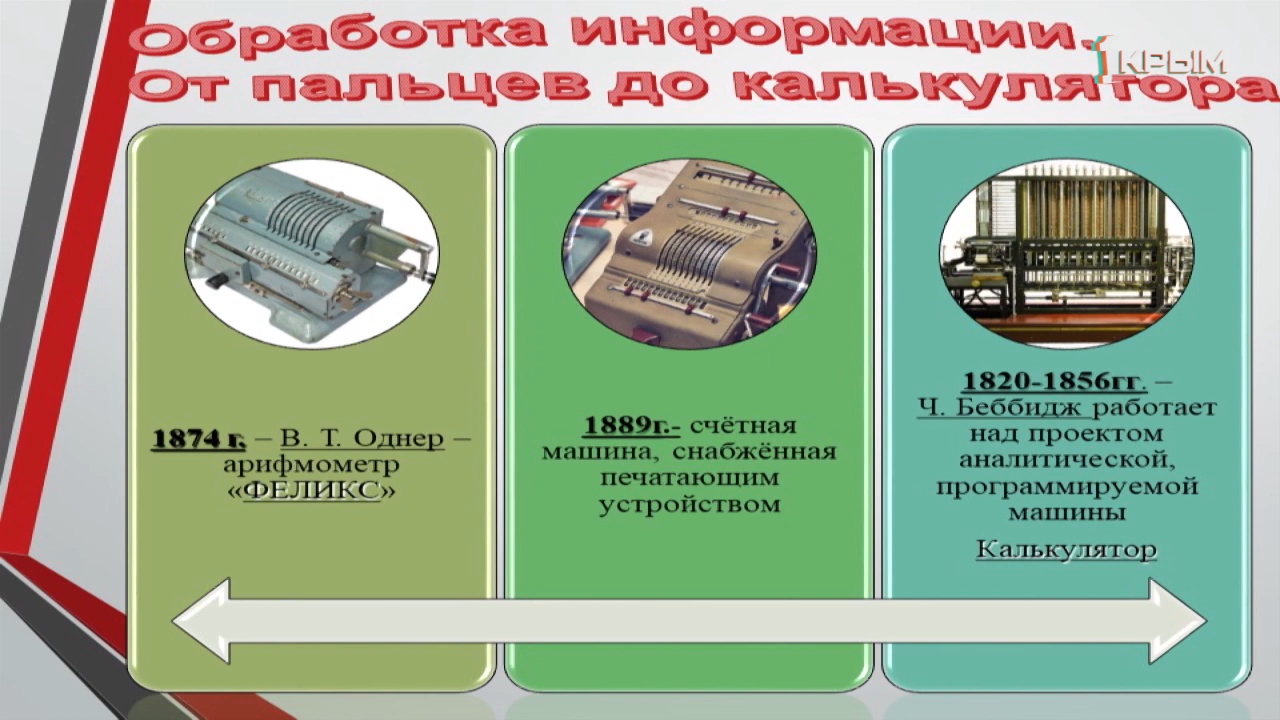 Обработка информации.
От пальцев до калькулятора
1 КРЫМ
1874 г. – В. Т. Однер –
арифмометр
«ФЕЛИКС»
1889г.- счётная
машина, снабжённая
печатающим
устройством
1820-1856гг. –
Ч. Беббидж работает
над проектом
аналитической,
программируемой
машины
Калькулятор